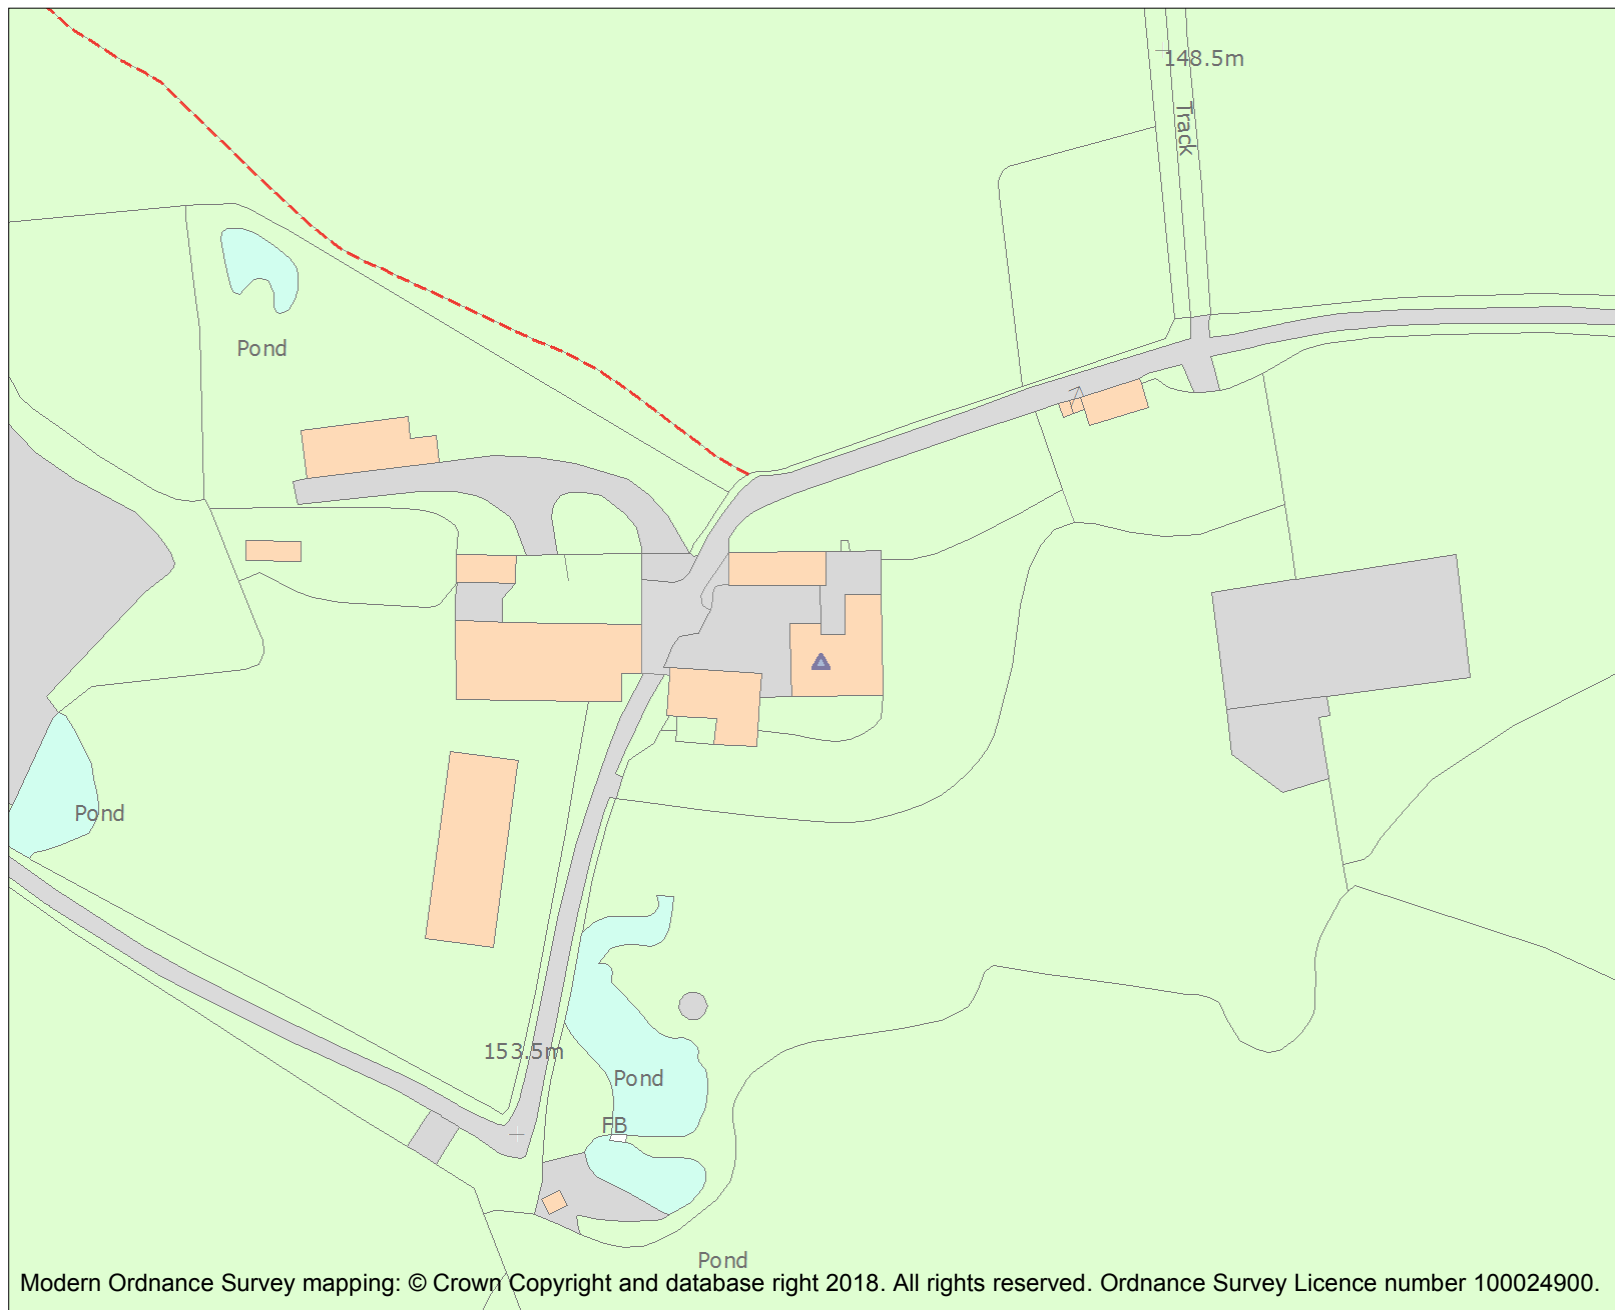 148.5m
Track
Pond
Pond
153.5m
Pond
FB
Pond
Modern Ordnance Survey mapping: © Crown Copyright and database right 2018. All rights reserved. Ordnance Survey Licence number 100024900.